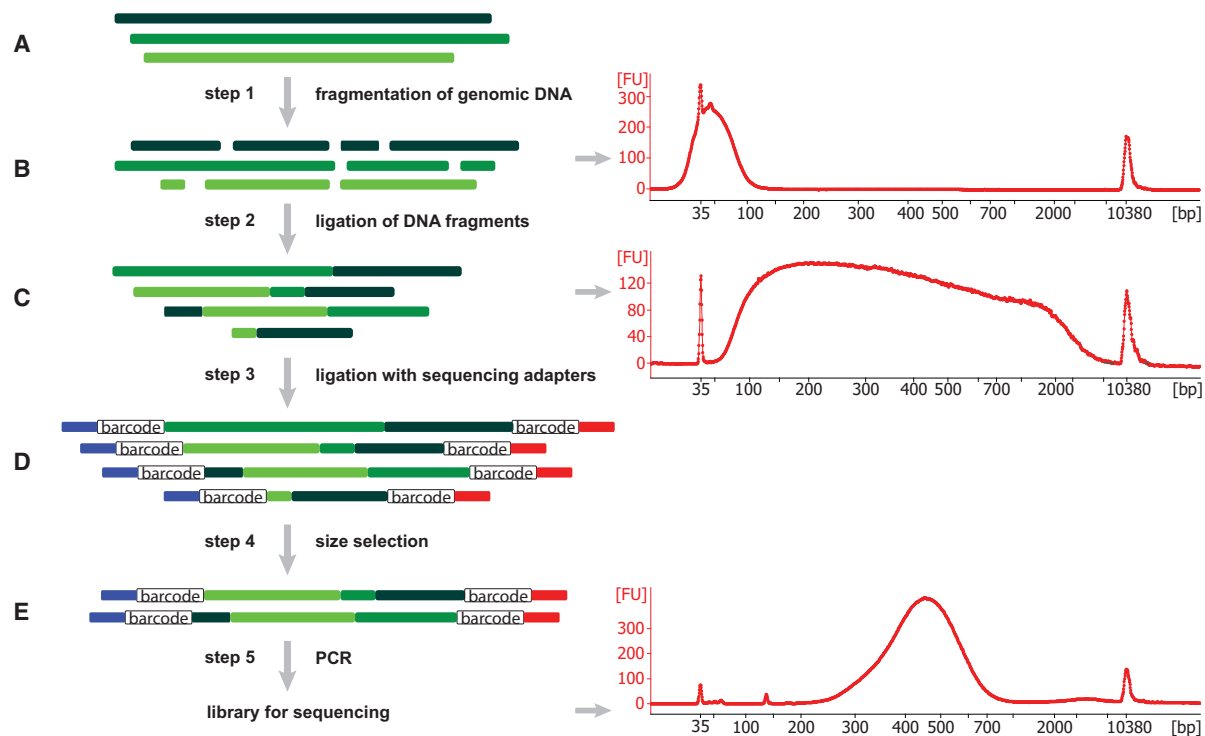 A
step 1 fragmentation of genomic DNA
B
step 2 ligation of DNA fragments
C
step 3 ligation with sequencing adapters
barcode barcode
D
barcode barcode
barcode barcode
barcode barcode
step 4 size selection
E
barcode barcode
barcode barcode
step 5 PCR
library for sequencing
[FU]
300
200
100
0
35 100 200 300 400 500 700 2000 10380 [bp]
[FU]
120
80
40
0
35 100 200 300 400 500 700 2000 10380 [bp]
[FU]
300
200
100
0
35 100 200 300 400 500 700 2000 10380 [bp]